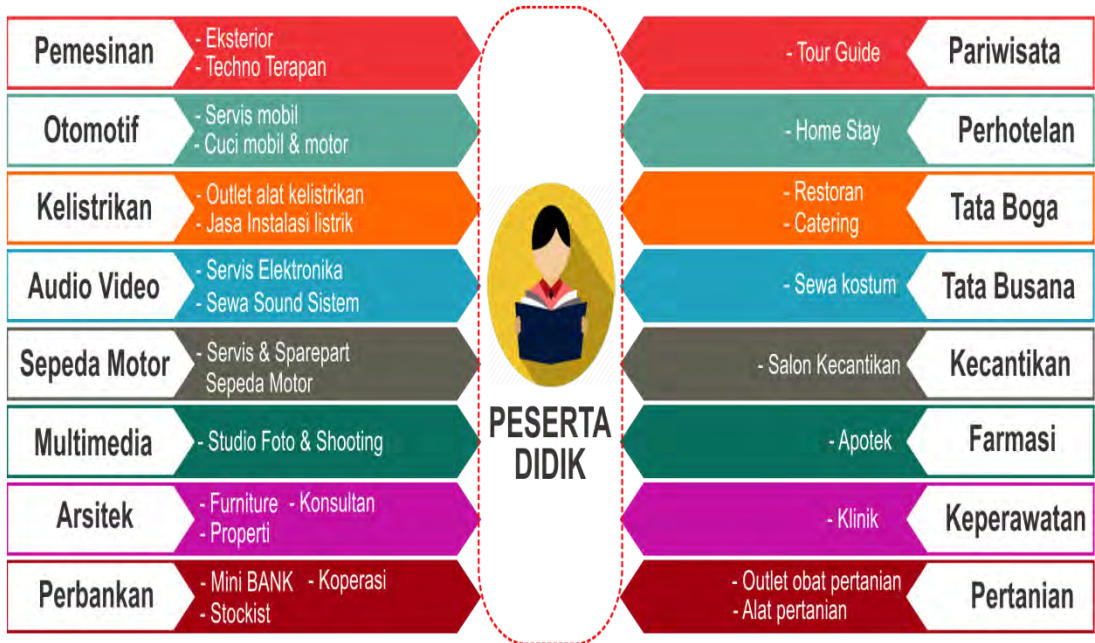 Pemesinan
- Eksterior
- Techno Terapan
Otomotif
- Servis mobil
- Cuci mobil & motor
Kelistrikan
- Outlet alat kelistrikan
- Jasa Instalasi listrik
Audio Video
- Servis Elektronika
- Sewa Sound Sistem
Sepeda Motor
- Servis & Sparepart
Sepeda Motor
Multimedia
- Studio Foto & Shooting
Arsitek
- Furniture - Konsultan
- Properti
Perbankan
- Mini BANK - Koperasi
- Stockist
PESERTA
DIDIK
- Tour Guide
Pariwisata
- Home Stay
Perhotelan
- Restoran
- Catering
Tata Boga
- Sewa kostum
Tata Busana
- Salon Kecantikan
Kecantikan
- Apotek
Farmasi
- Klinik
Keperawatan
- Outlet obat pertanian
- Alat pertanian
Pertanian